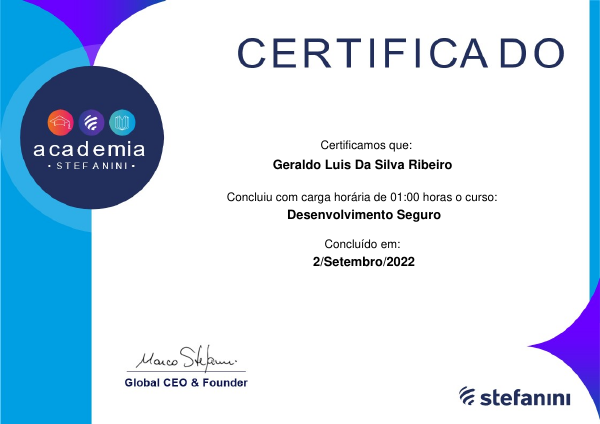 CERTIFICADO
academia
• STEFANINI •
Certificamos que:
Geraldo Luis Da Silva Ribeiro
Concluiu com carga horária de 01:00 horas o curso:
Desenvolvimento Seguro
Concluído em:
2/Setembro/2022
Marco Stefanini
Global CEO & Founder
stefanini